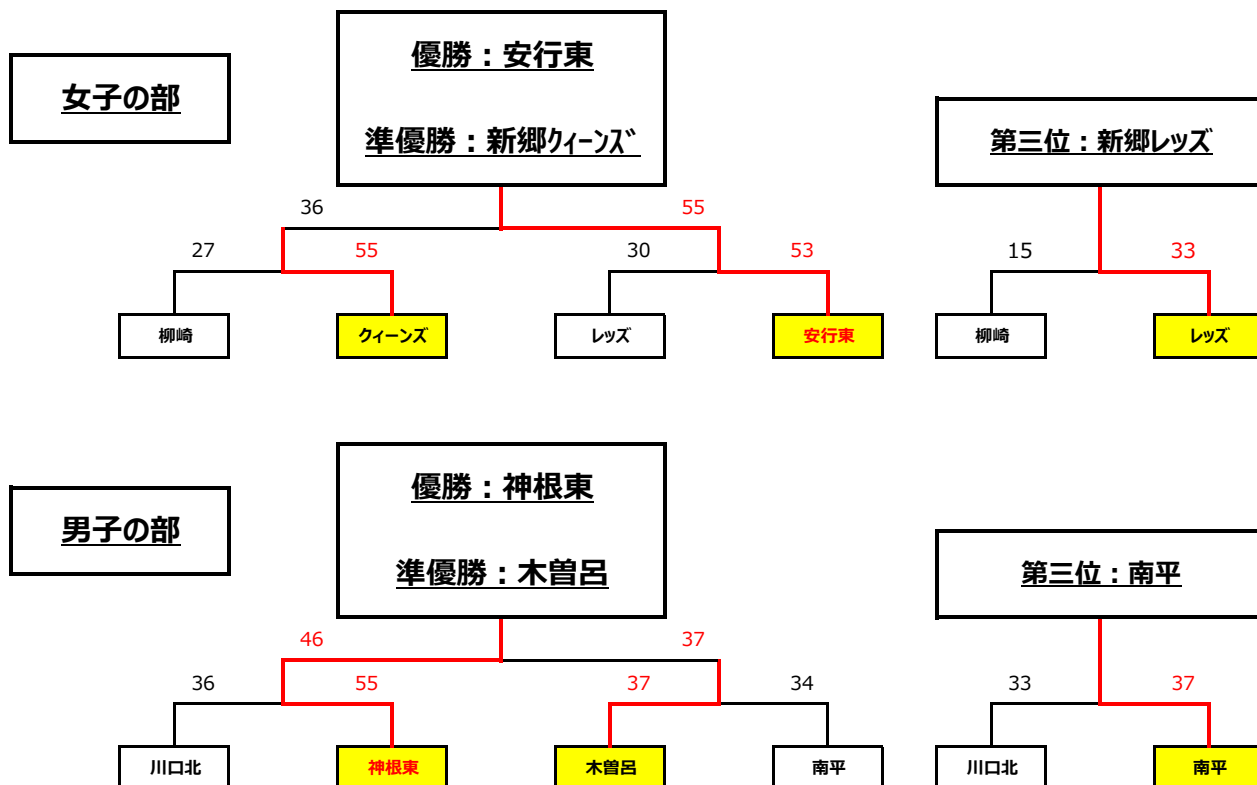 優勝：安行東
女子の部
準優勝：新郷ｸｨｰﾝｽﾞ
第三位：新郷レッズ
36 55
27 55 30 53 15 33
柳崎 クィーンズ レッズ 安行東 柳崎 レッズ
優勝：神根東
男子の部
準優勝：木曽呂
第三位：南平
46 37
36 55 37 34 33 37
川口北 神根東 木曽呂 南平 川口北 南平